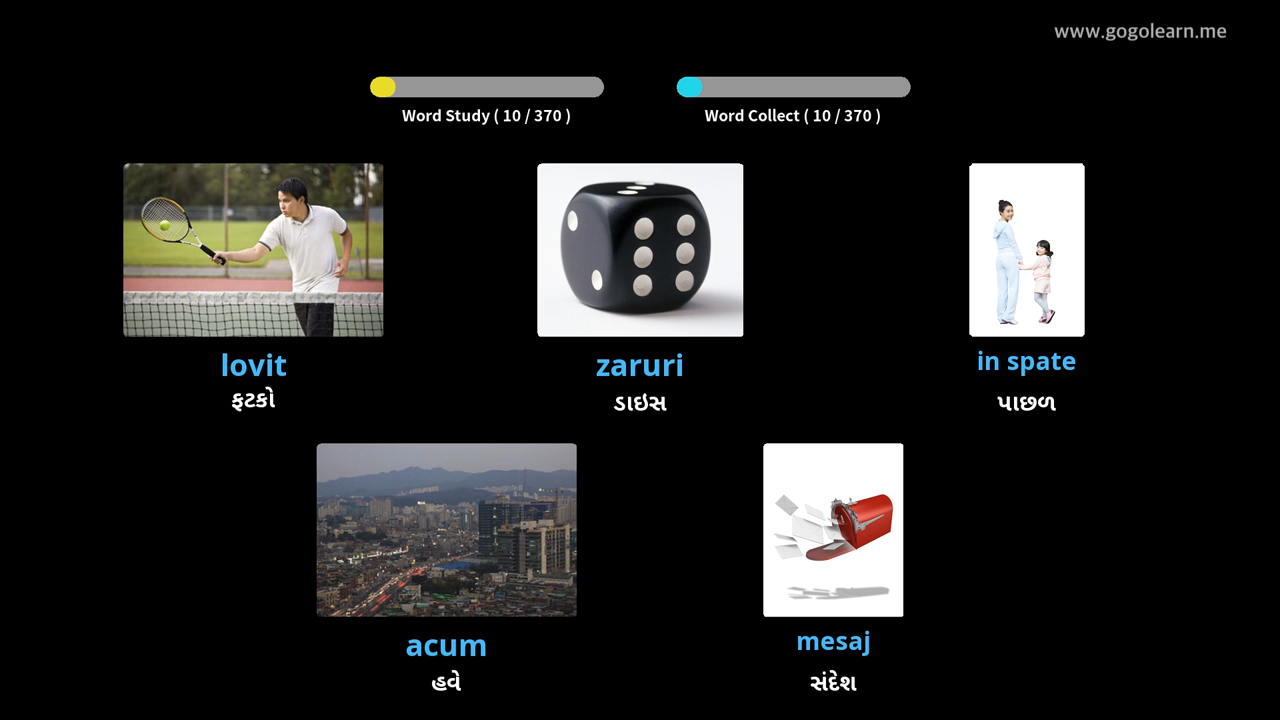 www.gogolearn.me
Word Study ( 10 / 370 )
Word Collect ( 10 / 370 )
lovit
ફટકો
zaruri
ડાઇસ
in spate
પાછળ
acum
હવે
mesaj
સંદેશ